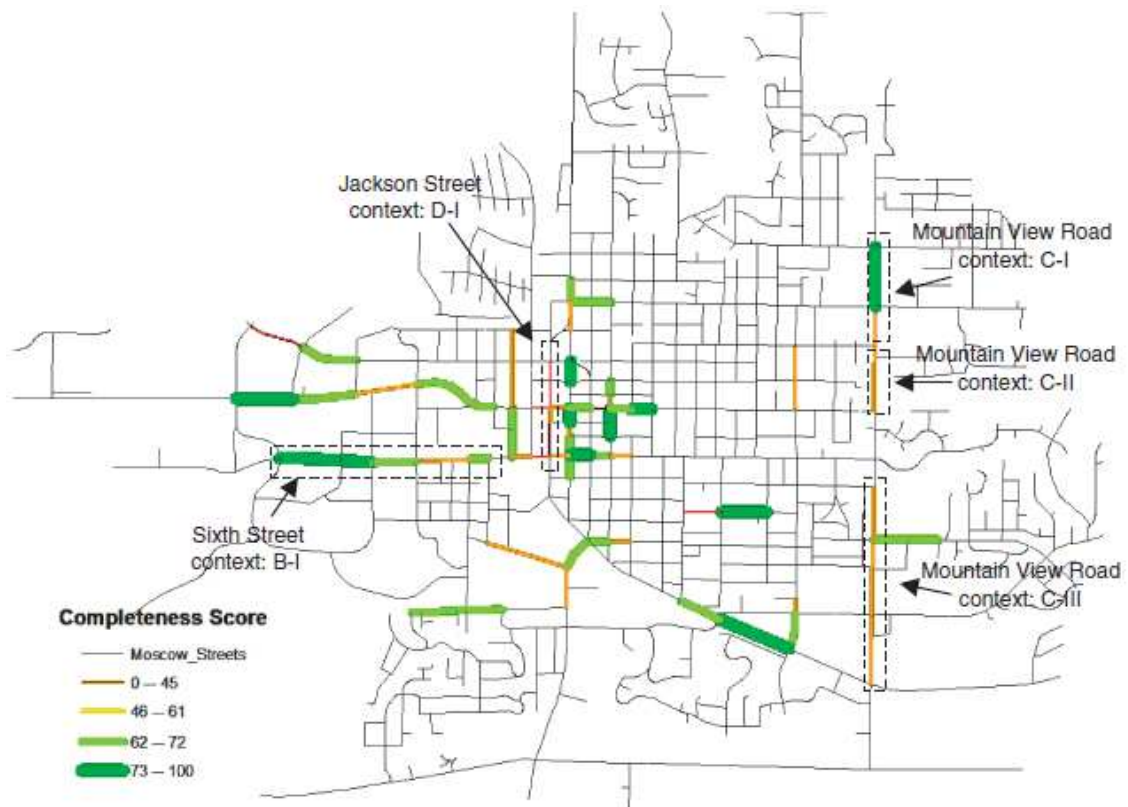 Jackson Street
context: D-I
Mountain View Road
context: C-I
Mountain View Road
context: C-II
Sixth Street
context: B-I
Mountain View Road
context: C-III
Completeness Score
Moscow_Streets
0 — 45
46 — 61
62 — 72
73 — 100